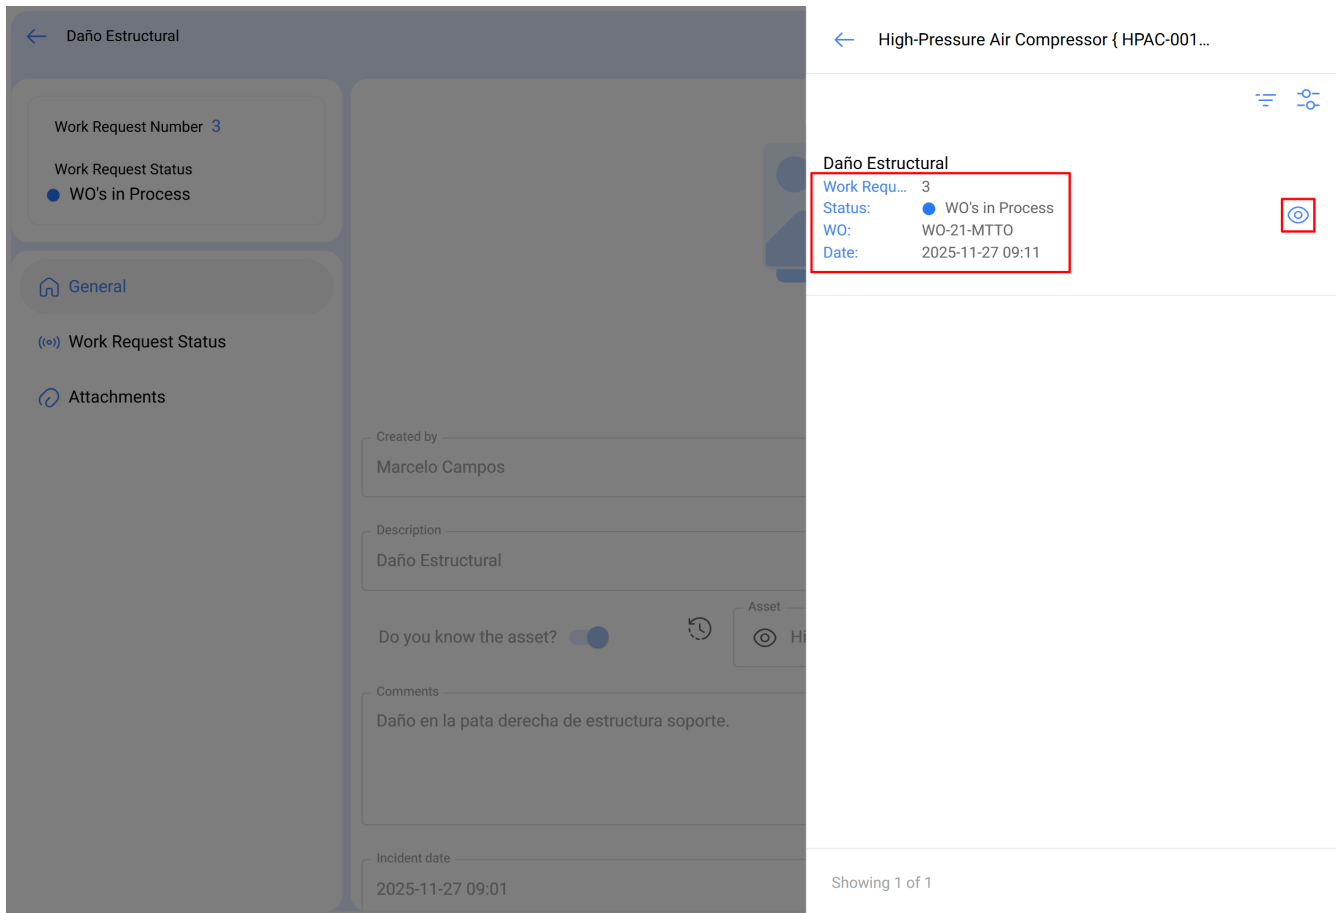 Daño Estructural
Work Request Number 3
Work Request Status
WO's in Process
General
Work Request Status
Attachments
Created by
Marcelo Campos
Description
Daño Estructural
Do you know the asset?
Asset
Hi
Comments
Daño en la pata derecha de estructura soporte.
Incident date
2025-11-27 09:01
High-Pressure Air Compressor { HPAC-001...
Daño Estructural
Work Requ... 3
Status: WO's in Process
WO: WO-21-MTTO
Date: 2025-11-27 09:11
Showing 1 of 1